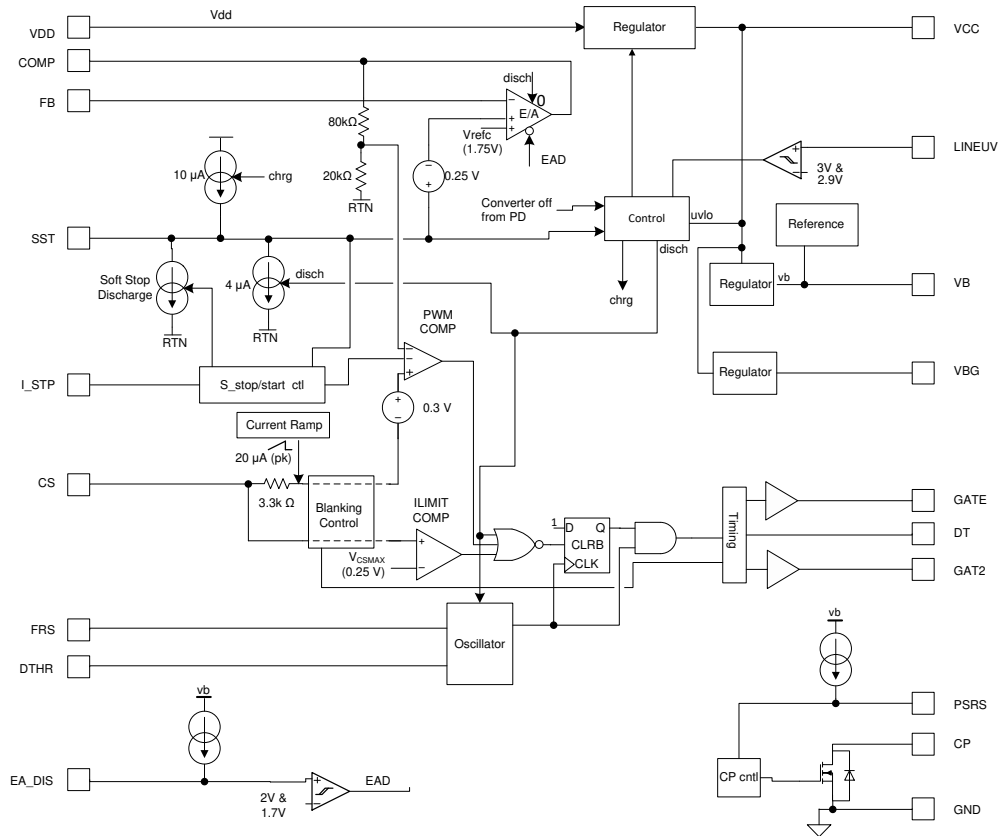 VDD
Vdd
Regulator
VCC
COMP
disch
FB
0
E/A
80kΩ
Vrefc
(1.75V)
EAD
LINEUV
3V &
2.9V
10 µA
chrg
20kΩ
0.25 V
RTN
Converter off
from PD
Control
uvlo
Reference
SST
disch
Soft Stop
Discharge
4 µA
disch
Regulator
vb
VB
chrg
RTN
RTN
PWM
COMP
I_STP
S_stop/start ctl
Regulator
VBG
0.3 V
Current Ramp
20 µA (pk)
CS
3.3k Ω
Blanking
Control
ILIMIT
COMP
VCSMAX
(0.25 V)
1
D
Q
CLRB
CLK
Timing
GATE
DT
GAT2
FRS
Oscillator
DTHR
vb
vb
PSRS
CP
EA_DIS
2V &
1.7V
EAD
CP cntl
GND